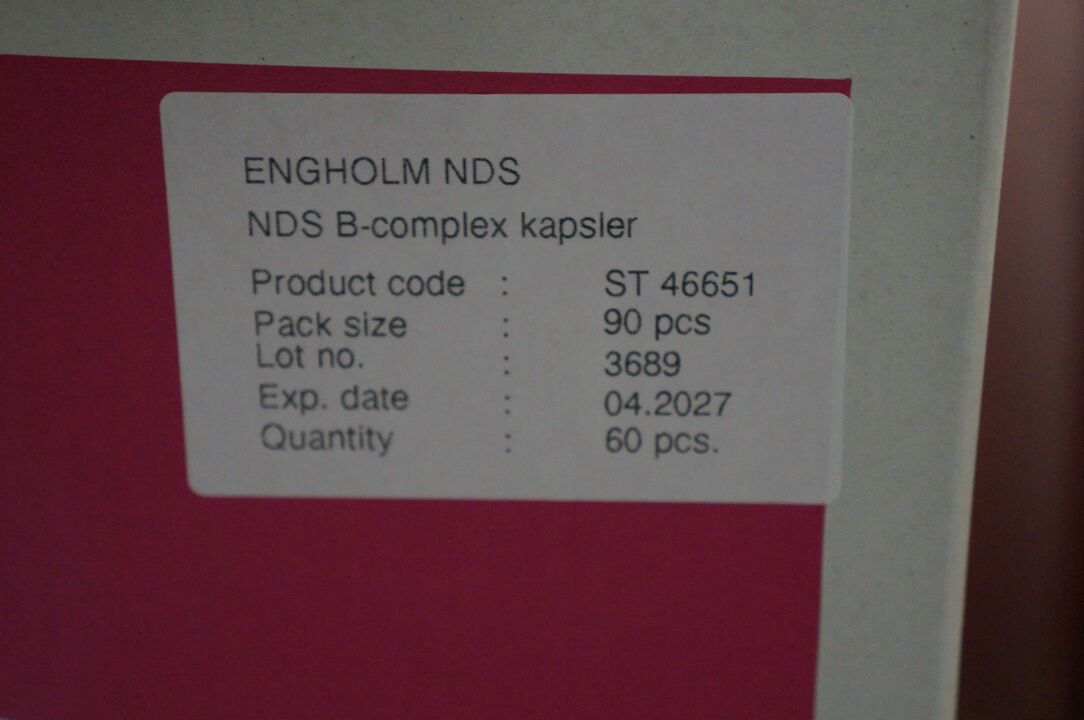 ENGHOLM NDS
NDS B-complex kapsler
Product code : ST 46651
Pack size : 90 pcs
Lot no. : 3689
Exp. date : 04.2027
Quantity : 60 pcs.